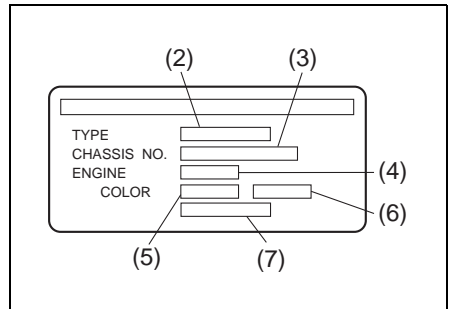 (2) (3)
TYPE
CHASSIS NO.
ENGINE (4)
COLOR (6)
(5) (7)